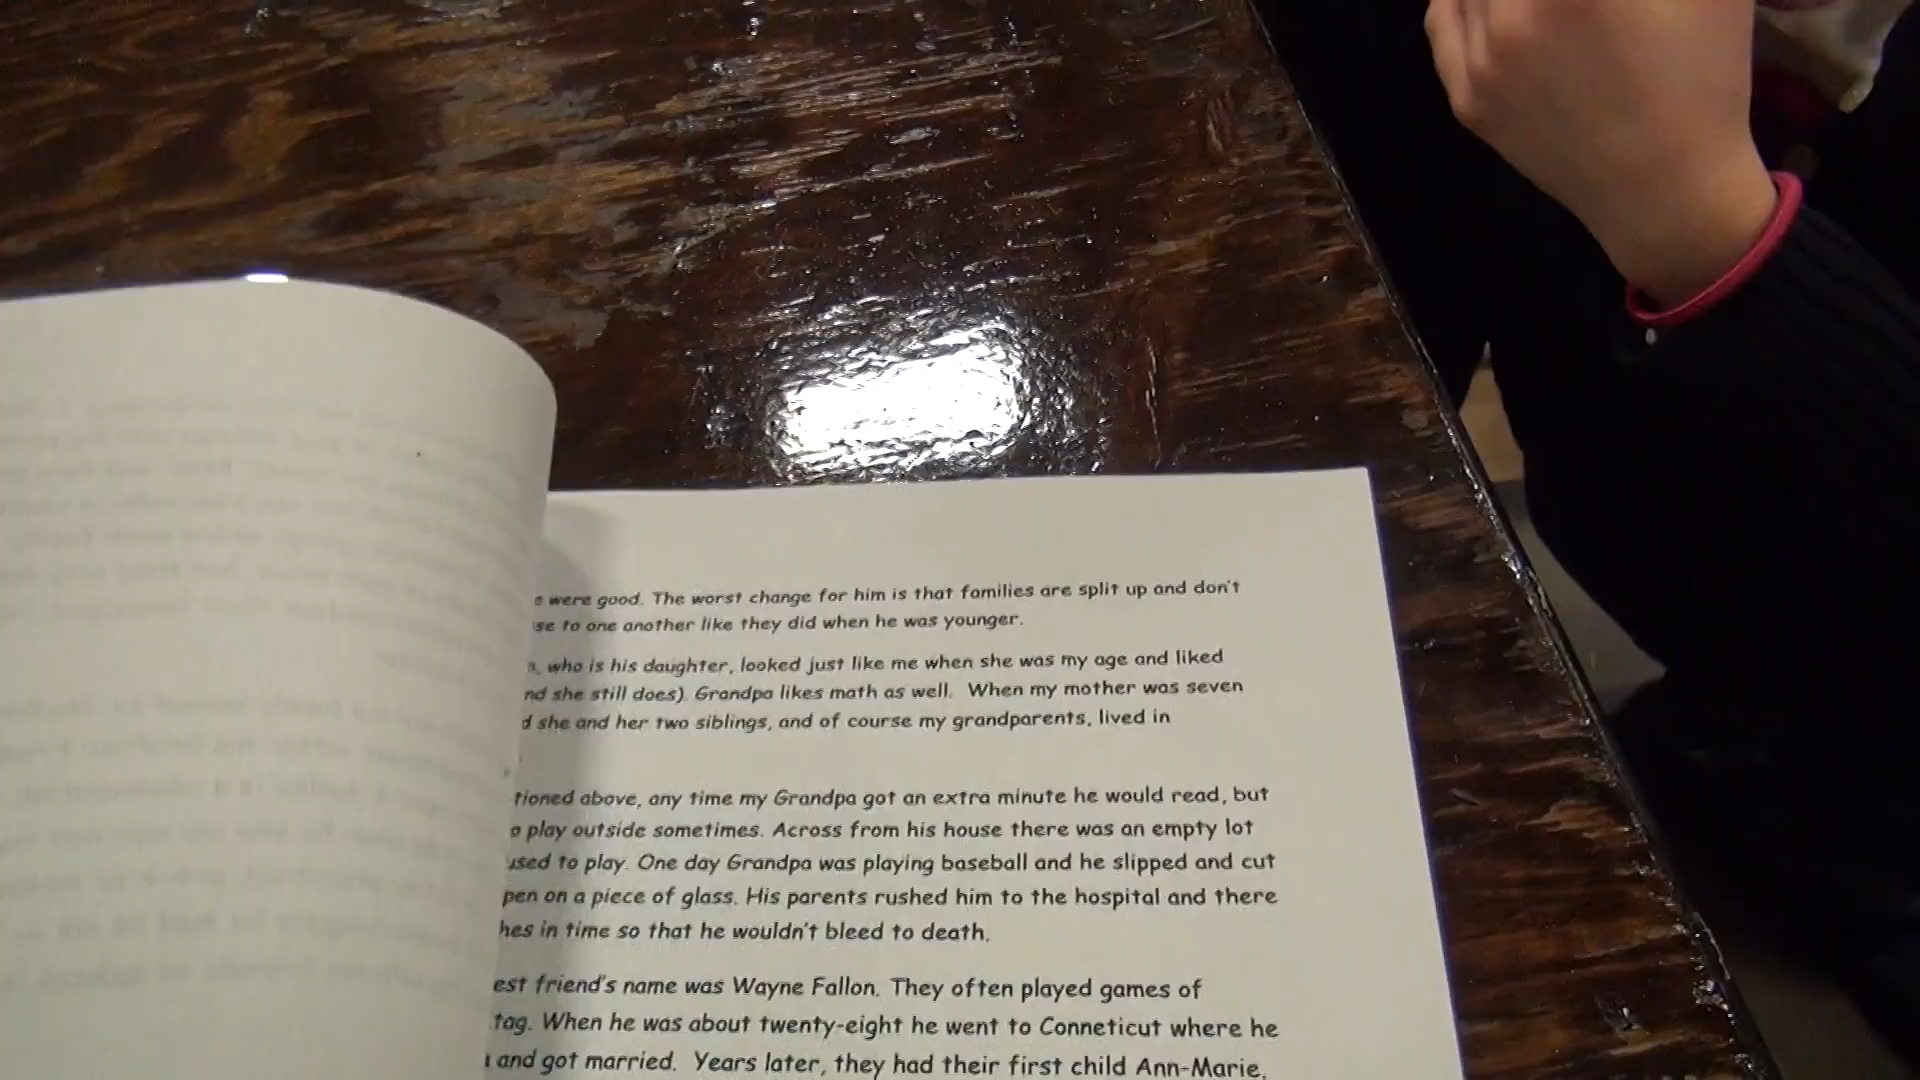 were good. The worst change for him is that families are split up and don't
to one another like they did when he was younger.
who is his daughter, looked just like me when she was my age and liked
she still does). Grandpa likes math as well. When my mother was seven
she and her two siblings, and of course my grandparents, lived in
above, any time my Grandpa got an extra minute he would read, but
play outside sometimes. Across from his house there was an empty lot
used to play. One day Grandpa was playing baseball and he slipped and cut
on a piece of glass. His parents rushed him to the hospital and there
in time so that he wouldn't bleed to death.
friend's name was Wayne Fallon. They often played games of
tag. When he was about twenty-eight he went to Conneticut where he
and got married. Years later, they had their first child Ann-Marie.